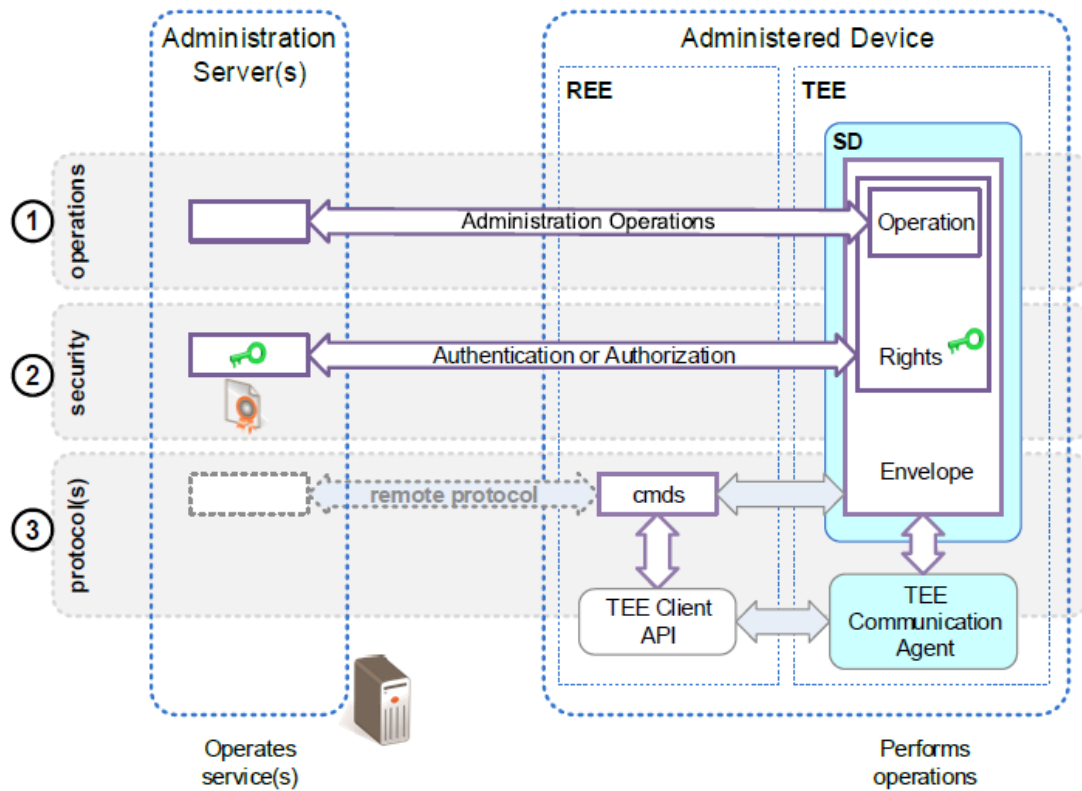 Administration
Server(s)
Administered Device
REE
TEE
SD
1
operations
Administration Operations
Operation
2
security
Authentication or Authorization
Rights
3
protocol(s)
remote protocol
cmds
Envelope
TEE Client
API
TEE
Communication
Agent
Operates
service(s)
Performs
operations